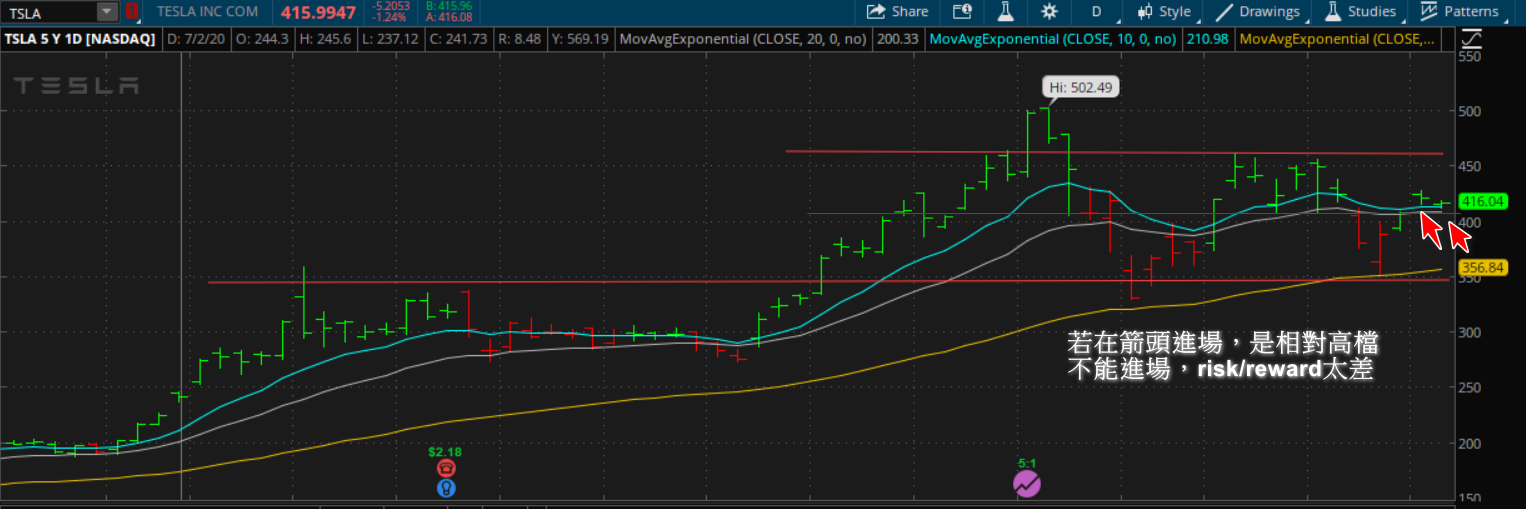 TSLA TESLA INC COM 415.9947 -5.2053 -1.24% B: 415.96 A: 416.08 Share D Style Drawings Studies Patterns
TSLA 5 Y 1D [NASDAQ] D: 7/2/20 O: 244.3 H: 245.6 L: 237.12 C: 241.73 R: 8.48 Y: 569.19 MovAvgExponential (CLOSE, 20, 0, no) 200.33 MovAvgExponential (CLOSE, 10, 0, no) 210.98 MovAvgExponential (CLOSE,...
550
TESLA
Hi: 502.49
500
450
416.04
400
356.84
350
若在箭頭進場，是相對高檔
300
不能進場，risk/reward太差
250
$2.18
200
5:1
150